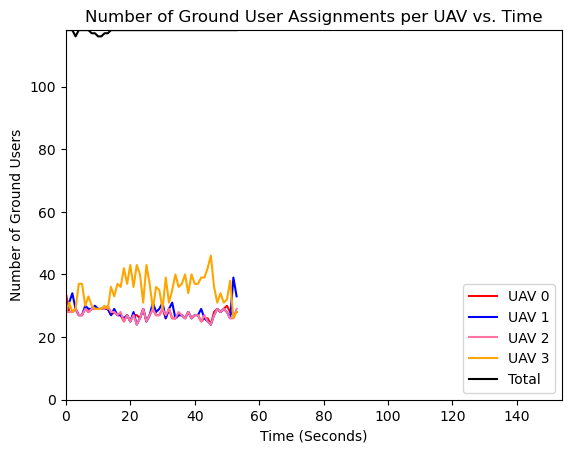 Number of Ground User Assignments per UAV vs. Time
Number of Ground Users
100
80
60
40
20
0
UAV 0
UAV 1
UAV 2
UAV 3
Total
0 20 40 60 80 100 120 140
Time (Seconds)